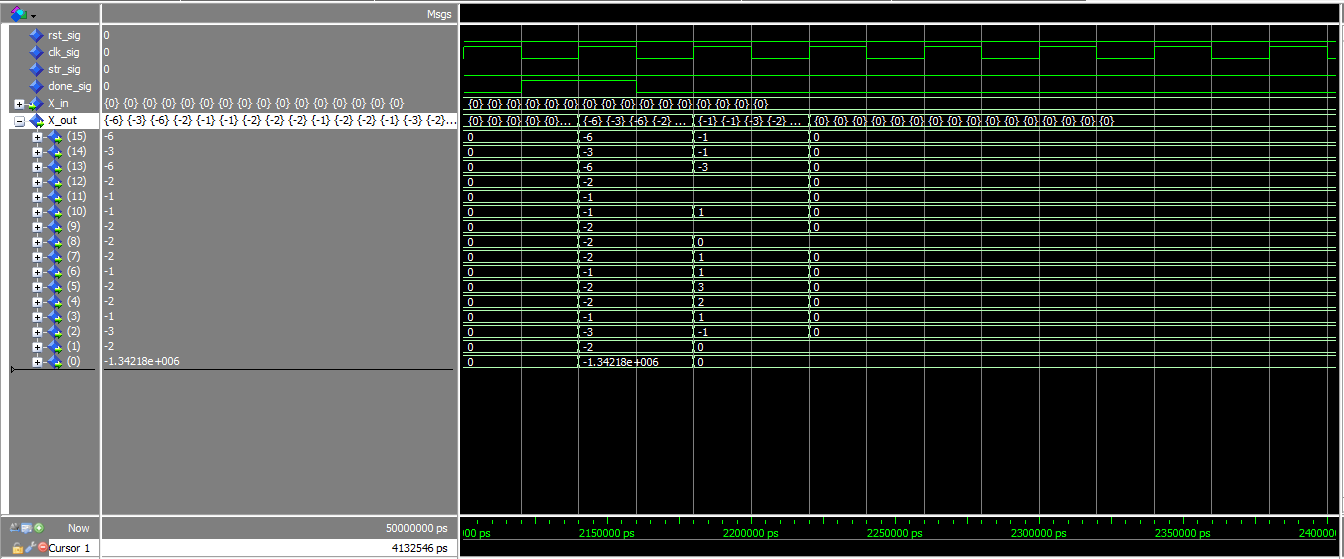 Msgs
rst_sig 0
clk_sig 0
str_sig 0
done_sig 0
X_in {0} {0} {0} {0} {0} {0} {0} {0} {0} {0} {0} {0} {0} {0} {0} {0} {0} {0} {0} {0} {0} {0} {0} {0} {0} {0} {0} {0} {0} {0} {0} {0}
X_out {-6} {-3} {-6} {-2} {-1} {-1} {-2} {-2} {-2} {-1} {-2} {-2} {-1} {-3} {-2}... {0} {0} {0} {0} {0}... {-6} {-3} {-6} {-2} ... {-1} {-1} {-3} {-2} ... {0} {0} {0} {0} {0} {0} {0} {0} {0} {0} {0} {0} {0} {0} {0} {0}
(15) -6 0 -6 -1 0
(14) -3 0 -3 -1 0
(13) -6 0 -6 -3 0
(12) -2 0 -2 0
(11) -1 0 -1 0
(10) -1 0 -1 1 0
(9) -2 0 -2 0
(8) -2 0 -2 0
(7) -2 0 -2 1 0
(6) -1 0 -1 1 0
(5) -2 0 -2 3 0
(4) -2 0 -2 2 0
(3) -1 0 -1 1 0
(2) -3 0 -3 -1 0
(1) -2 0 -2 0
(0) -1.34218e+006 0 -1.34218e+006 0
Now 50000000 ps 00 ps 2150000 ps 2200000 ps 2250000 ps 2300000 ps 2350000 ps 240000
Cursor 1 4132546 ps